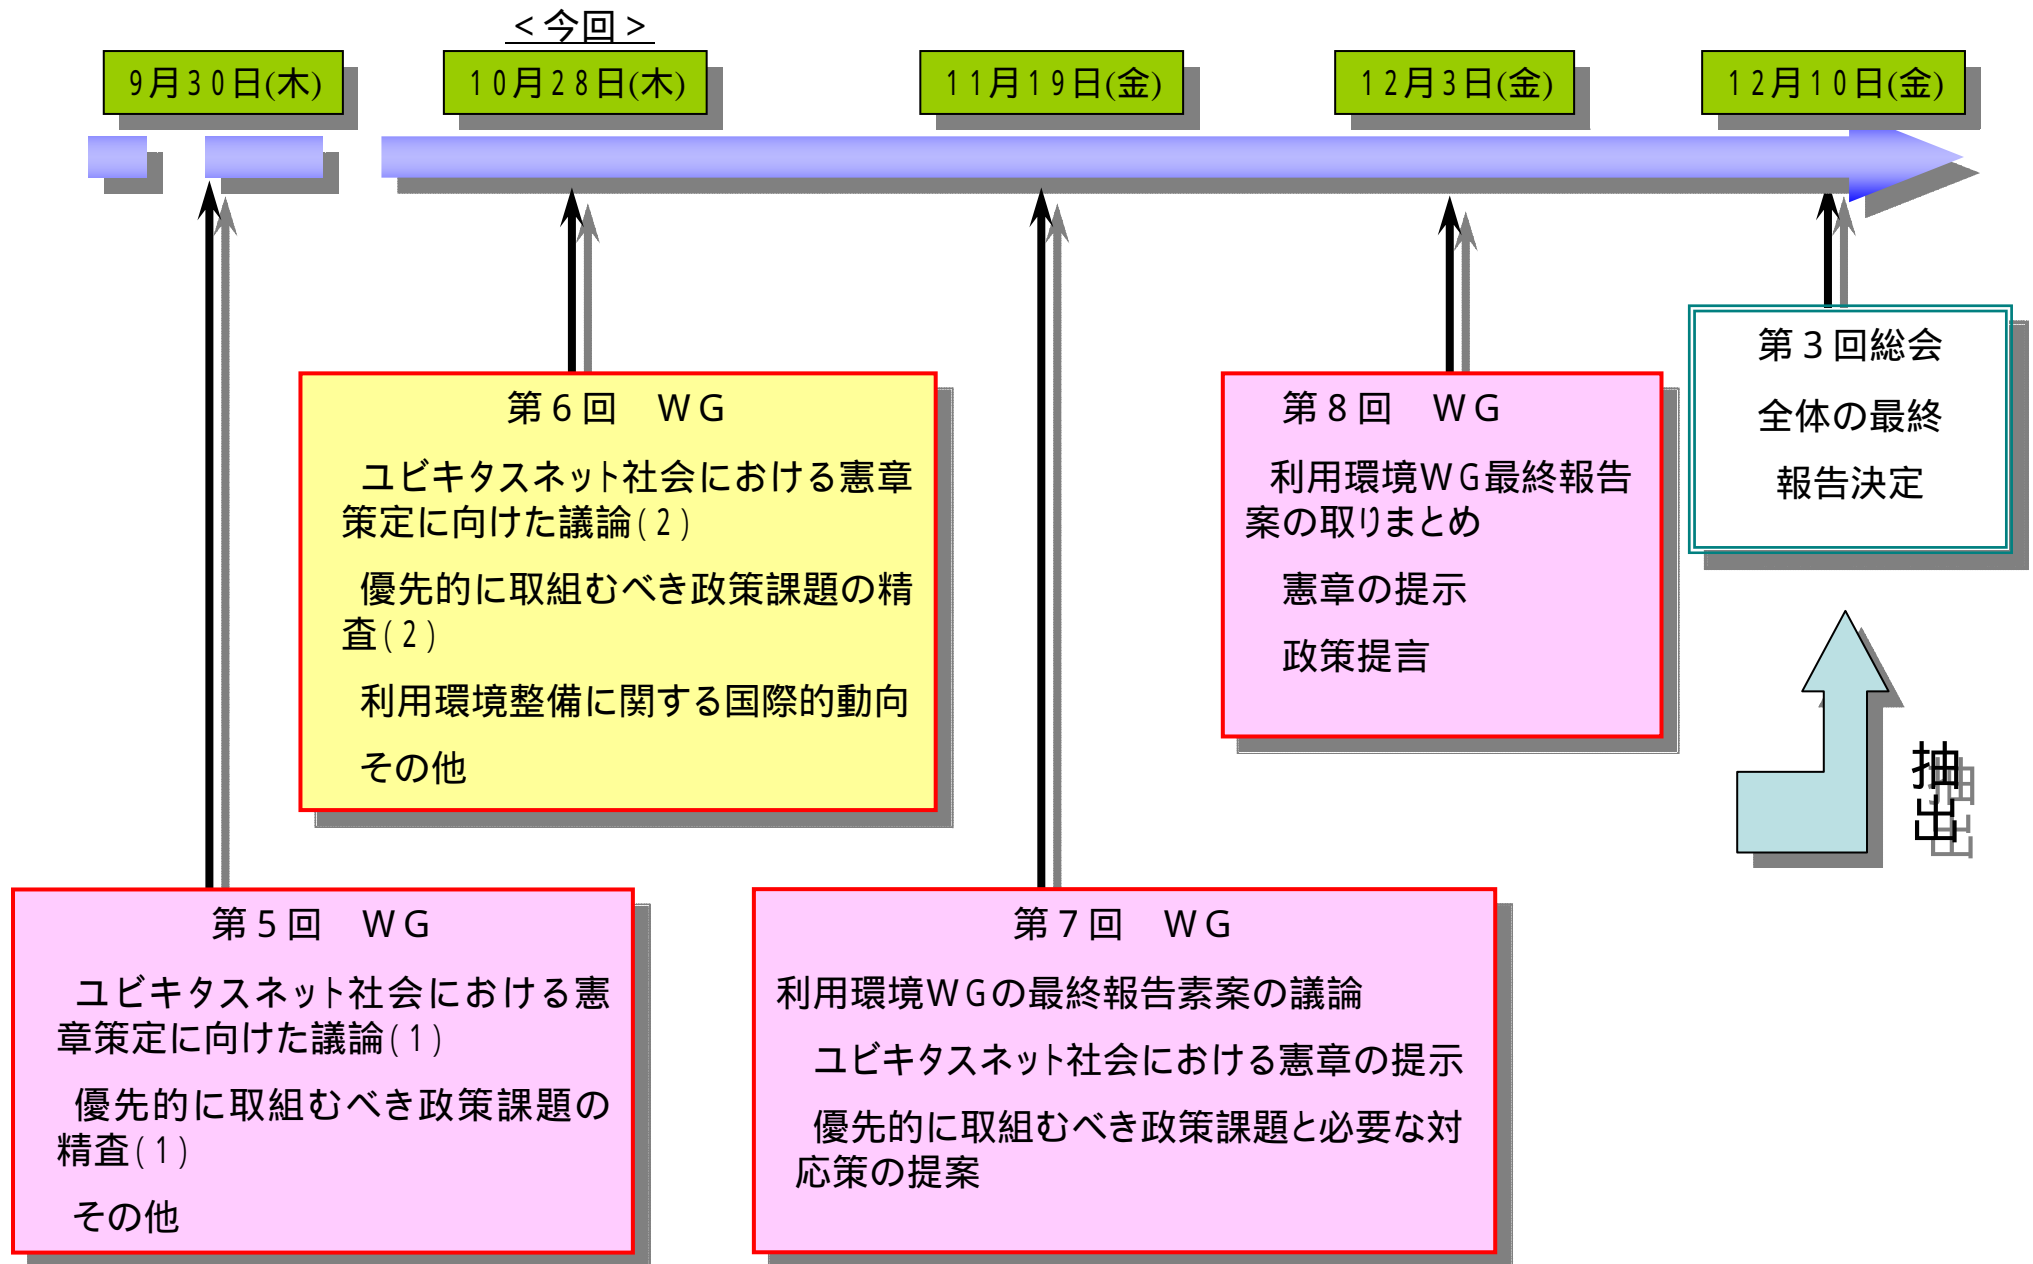 ＜今回＞
９月３０日(木)
１０月２８日(木)
１１月１９日(金)
１２月３日(金)
１２月１０日(金)
第３回総会
全体の最終
報告決定
第６回　ＷＧ
ユビキタスネット社会における憲章
策定に向けた議論(２)
優先的に取組むべき政策課題の精
査(２)
利用環境整備に関する国際的動向
その他
第８回　ＷＧ
利用環境ＷＧ最終報告
案の取りまとめ
憲章の提示
政策提言
抽出
第５回　ＷＧ
ユビキタスネット社会における憲
章策定に向けた議論(１)
優先的に取組むべき政策課題の
精査(１)
その他
第７回　ＷＧ
利用環境ＷＧの最終報告素案の議論
ユビキタスネット社会における憲章の提示
優先的に取組むべき政策課題と必要な対
応策の提案